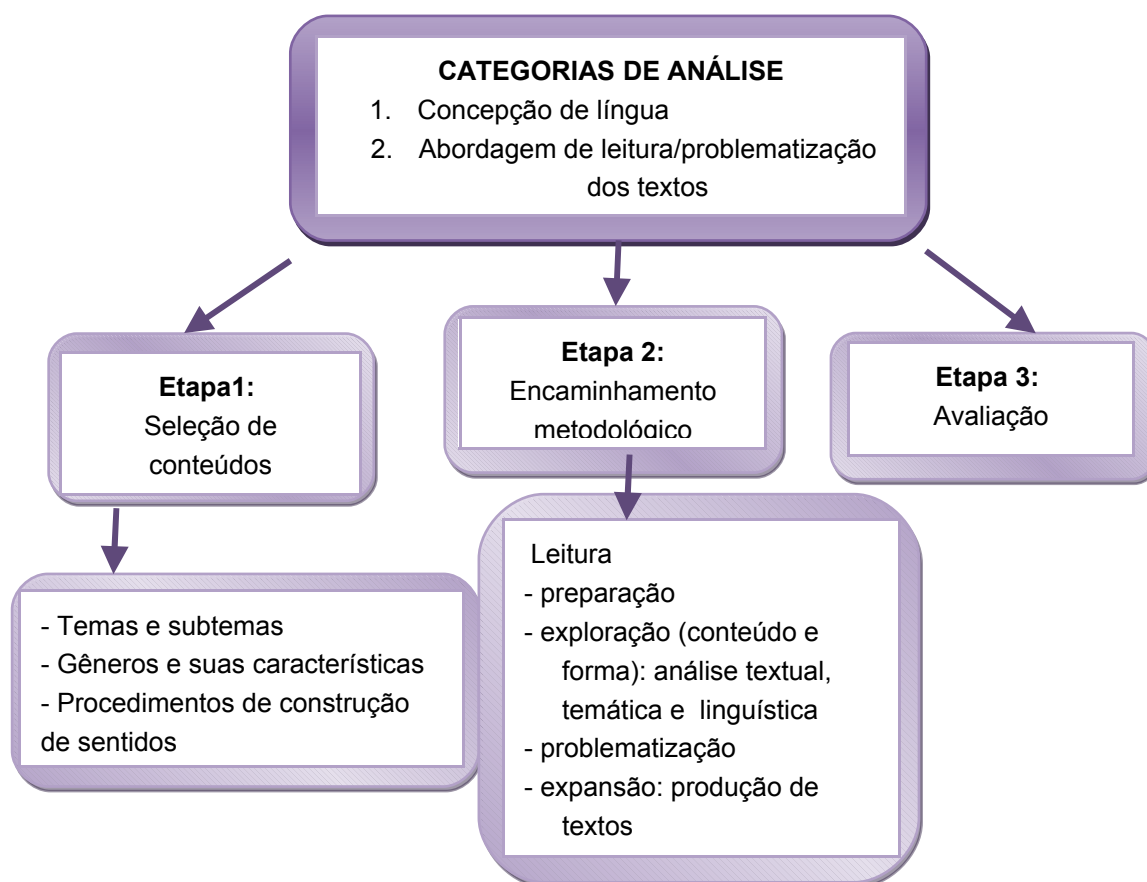 CATEGORIAS DE ANÁLISE
1. Concepção de língua
2. Abordagem de leitura/problematização
dos textos
Etapa1:
Seleção de
conteúdos
Etapa 2:
Encaminhamento
metodológico
Etapa 3:
Avaliação
- Temas e subtemas
- Gêneros e suas características
- Procedimentos de construção
de sentidos
Leitura
- preparação
- exploração (conteúdo e
forma): análise textual,
temática e linguística
- problematização
- expansão: produção de
textos